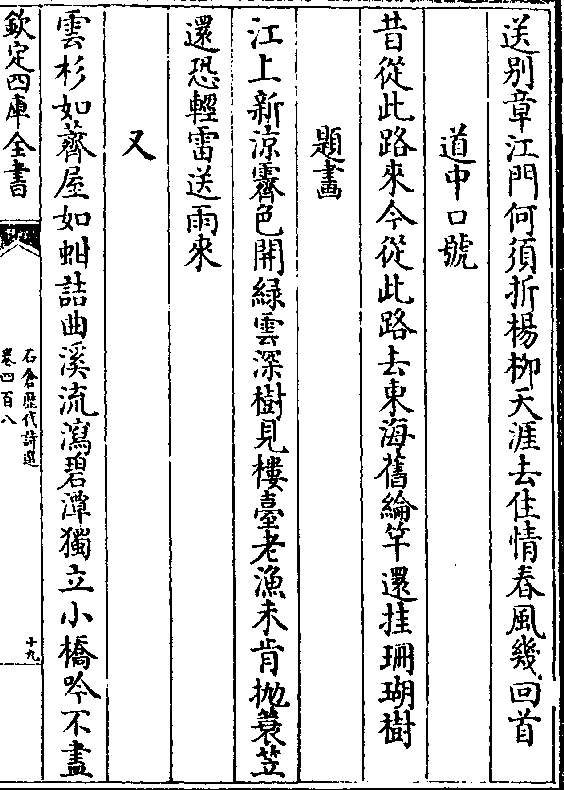 送别章江門何須折楊柳天涯去住情春風幾回首
道中口號
昔從此路來今從此路去東海舊綸竿還挂珊瑚樹
題畫
江上新涼霽色開緑雲深樹見樓臺老漁未肯抛蓑笠
還恐輕雷送雨來
又
雲杉如薺屋如蚶詰曲溪流瀉碧潭獨立小橋吟不盡
欽定四庫全書
石倉歴代詩選
卷四百八
十九